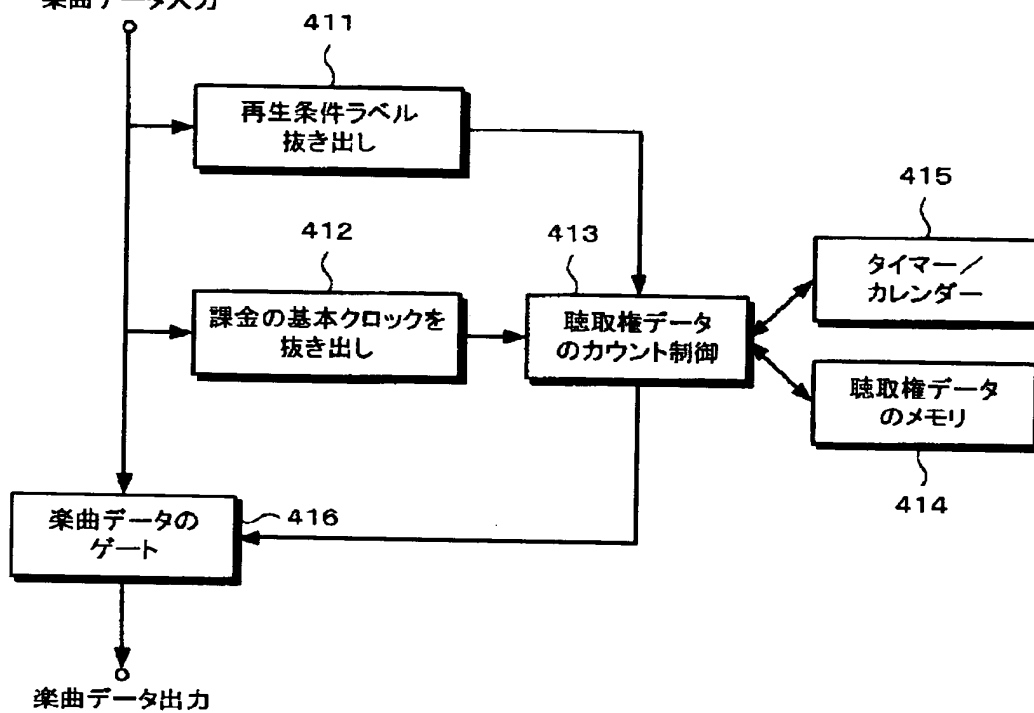 楽曲データ入力
411
再生条件ラベル
抜き出し
412
課金の基本クロックを
抜き出し
413
聴取権データ
のカウント制御
415
タイマー／
カレンダー
聴取権データ
のメモリ
414
楽曲データの
ゲート
416
楽曲データ出力